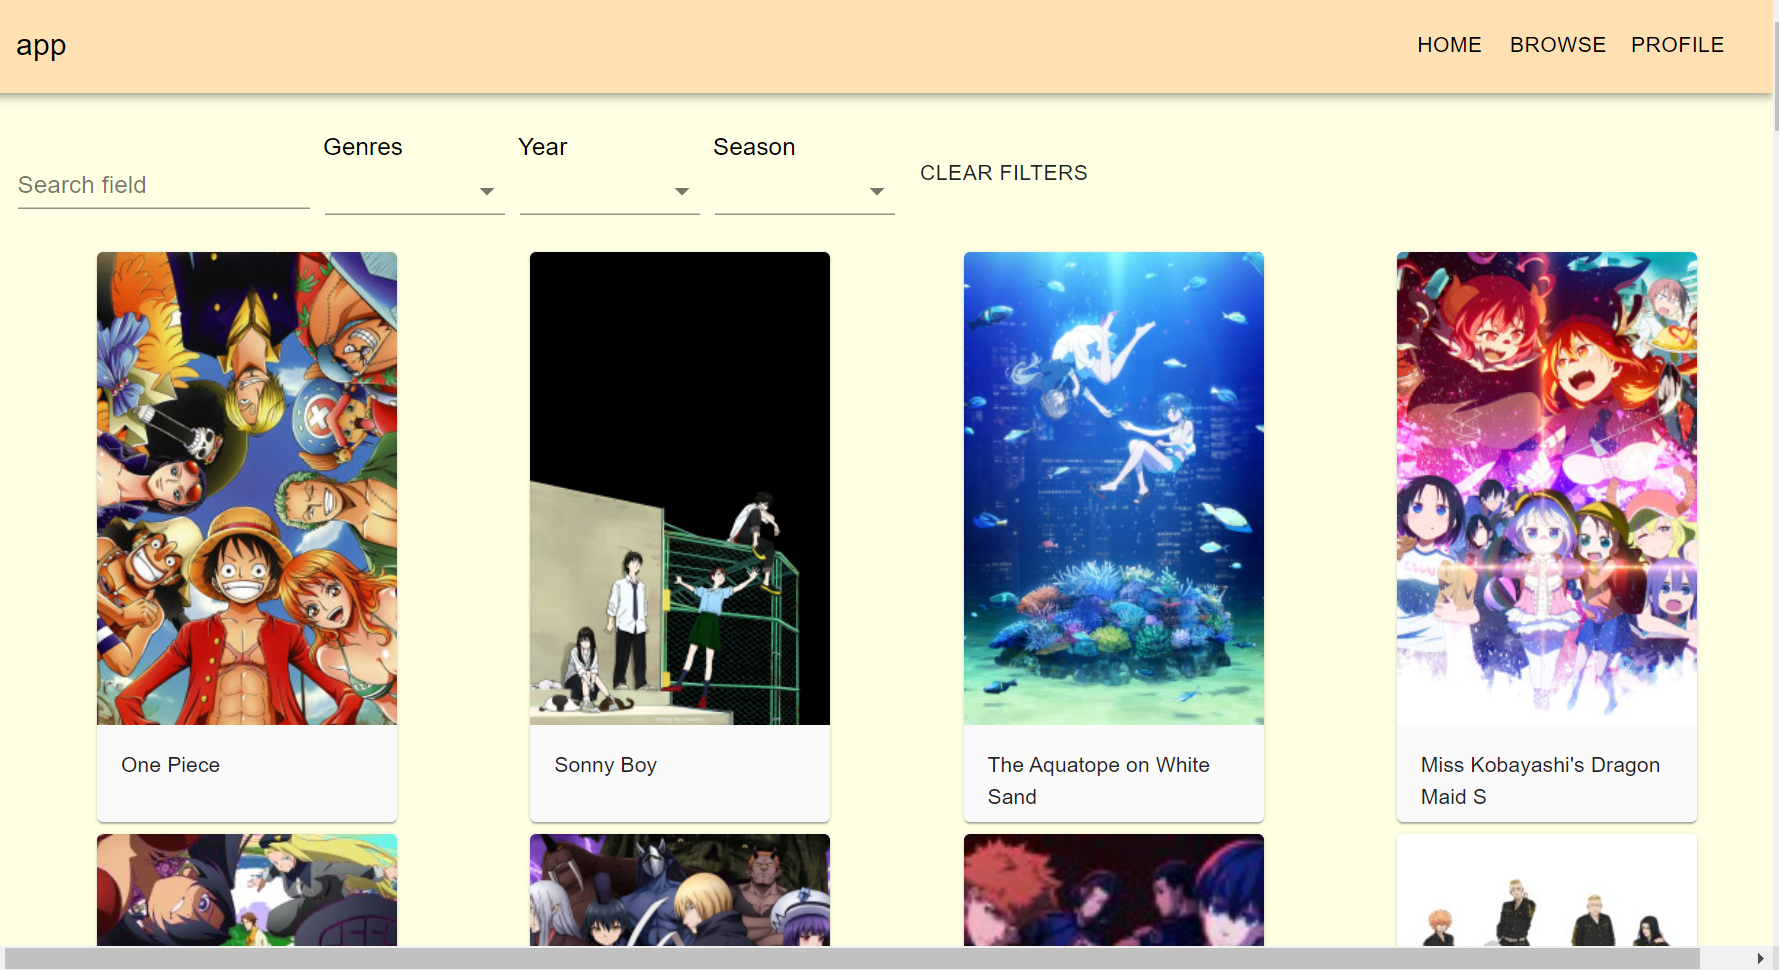 app
HOME BROWSE PROFILE
Genres Year Season
Search field
CLEAR FILTERS
One Piece
Sonny Boy
The Aquatope on White
Sand
Miss Kobayashi's Dragon
Maid S